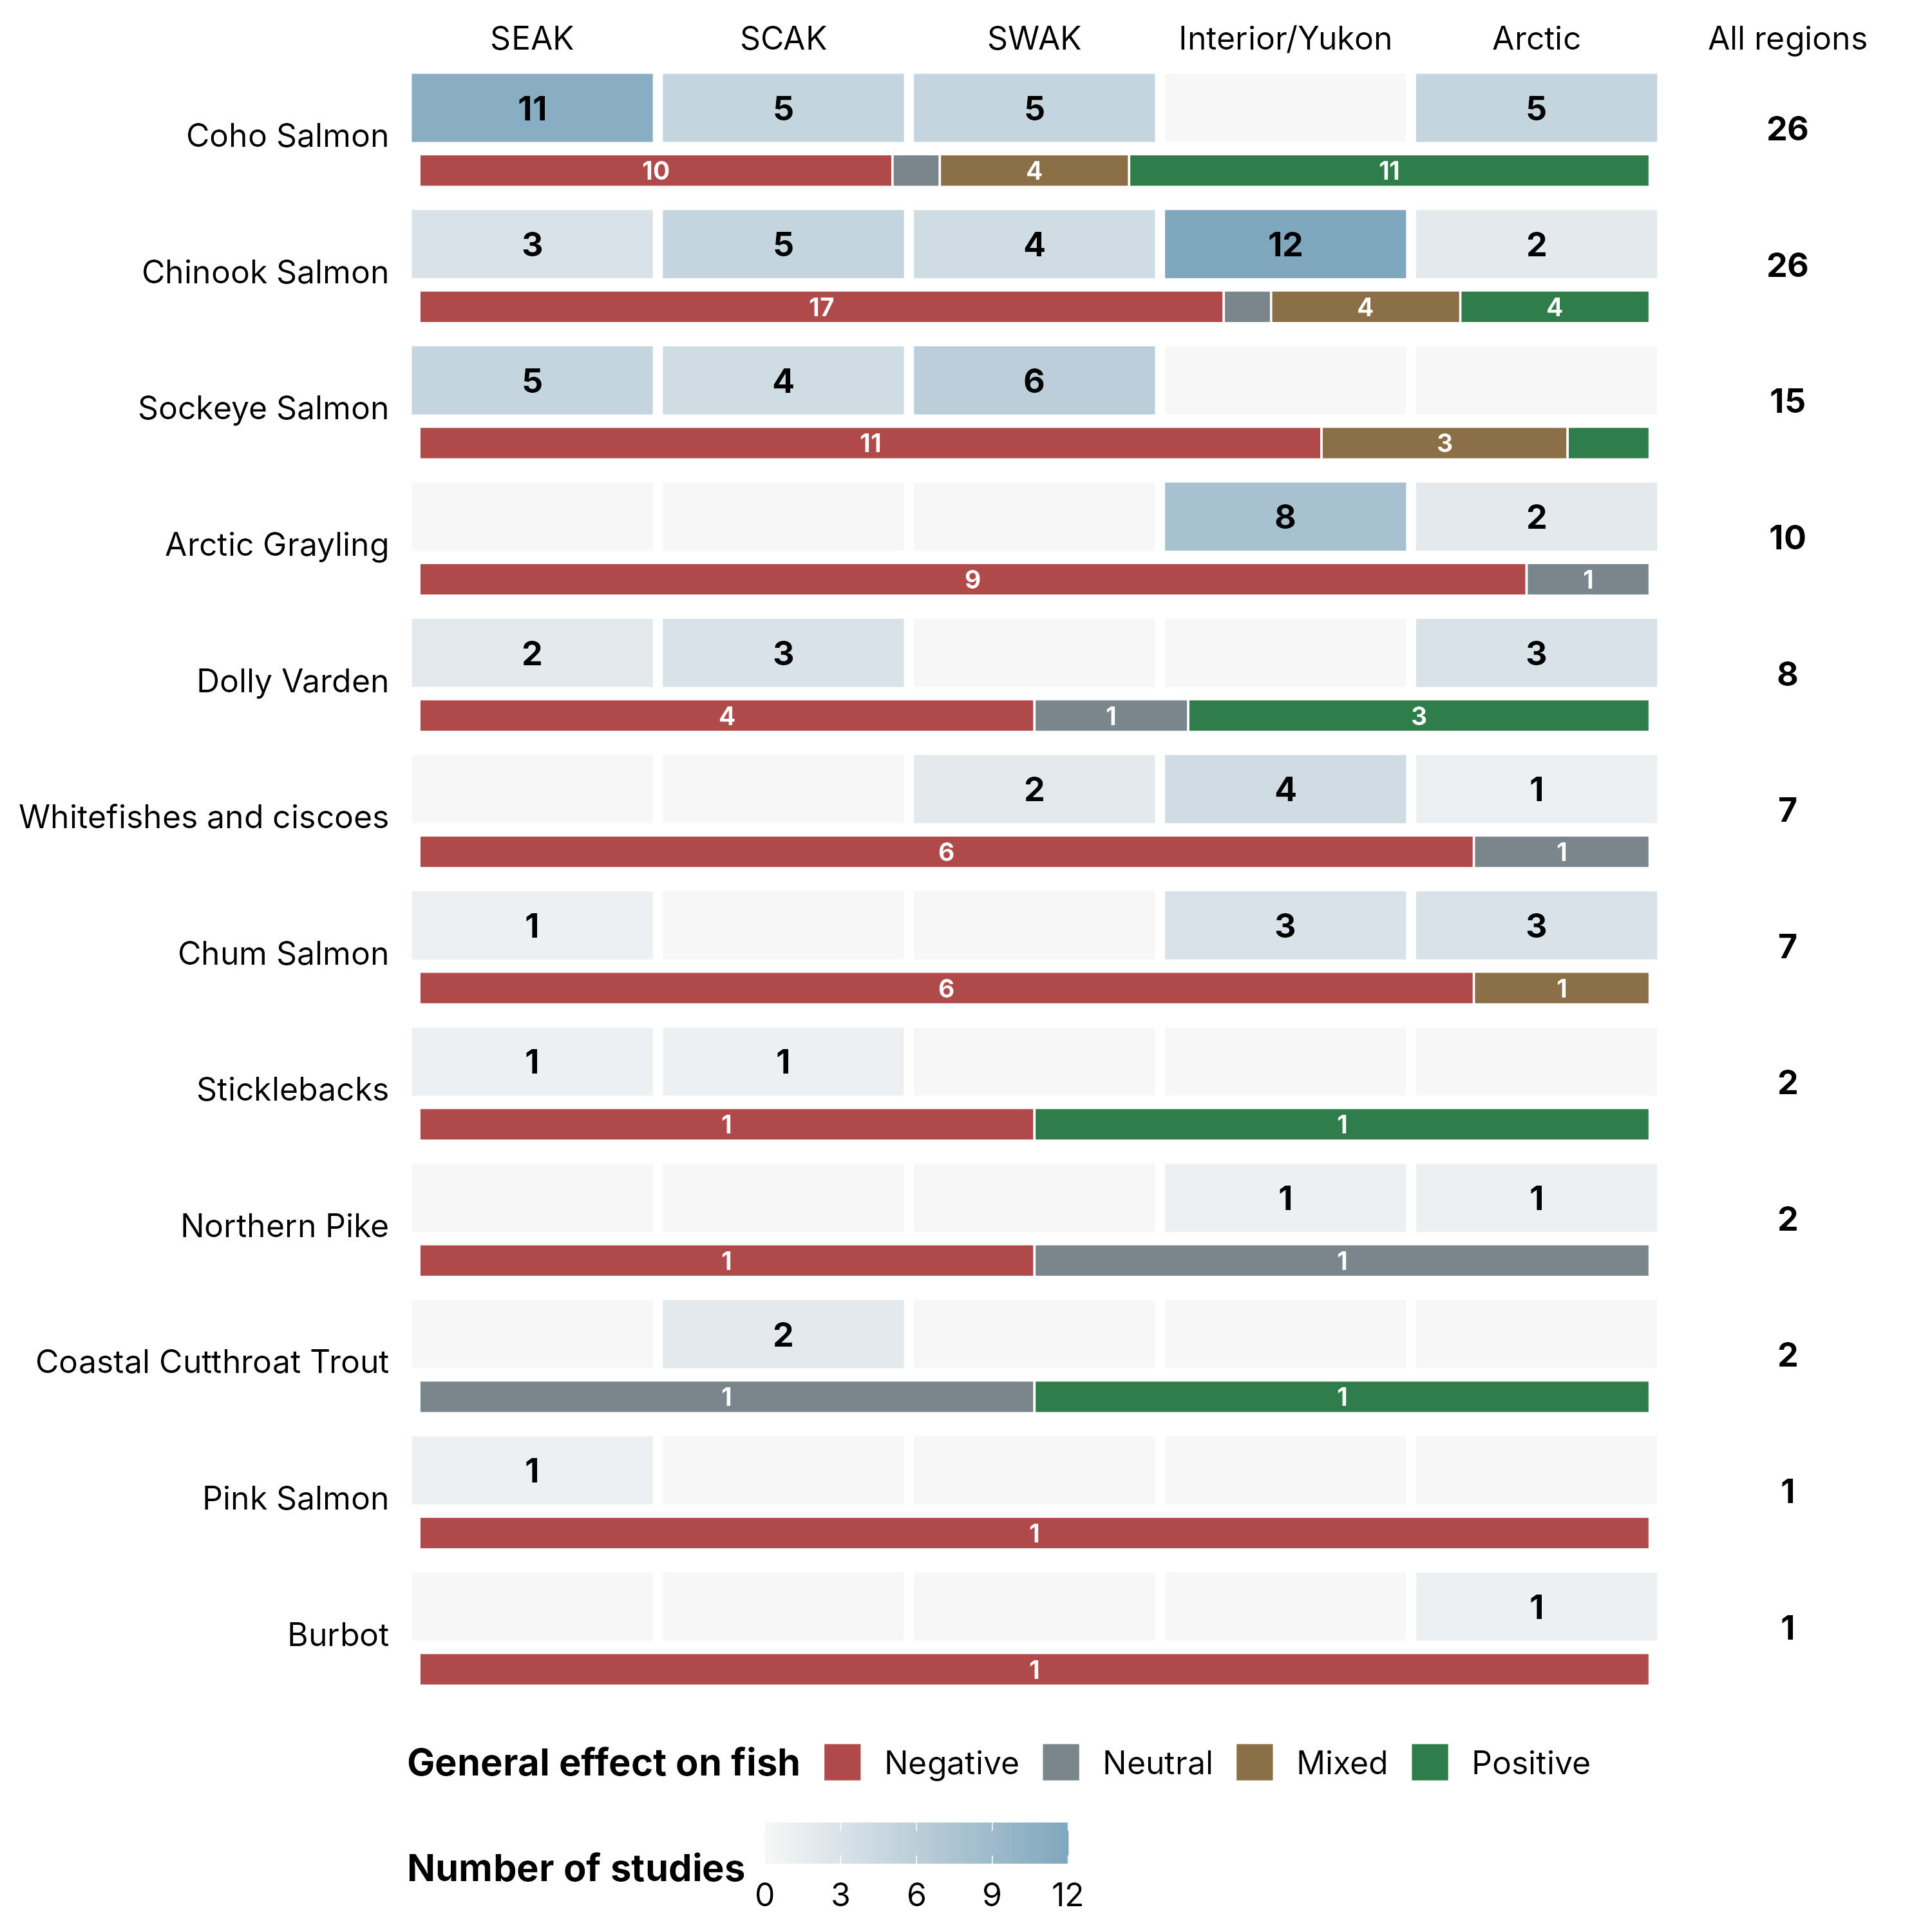 SEAK SCAK SWAK Interior/Yukon Arctic All regions
11 5 5 5
Coho Salmon 26
10 4 11
3 5 4 12 2
Chinook Salmon 26
17 4 4
5 4 6
Sockeye Salmon 15
11 3
8 2
Arctic Grayling 10
9 1
2 3 3
Dolly Varden 8
4 1 3
2 4 1
Whitefishes and ciscoes 7
6 1
1 3 3
Chum Salmon 7
6 1
1 1
Sticklebacks 2
1 1
1 1
Northern Pike 2
1 1
2
Coastal Cutthroat Trout 2
1 1
1
Pink Salmon 1
1
1
Burbot 1
1
General effect on fish Negative Neutral Mixed Positive
Number of studies
0 3 6 9 12